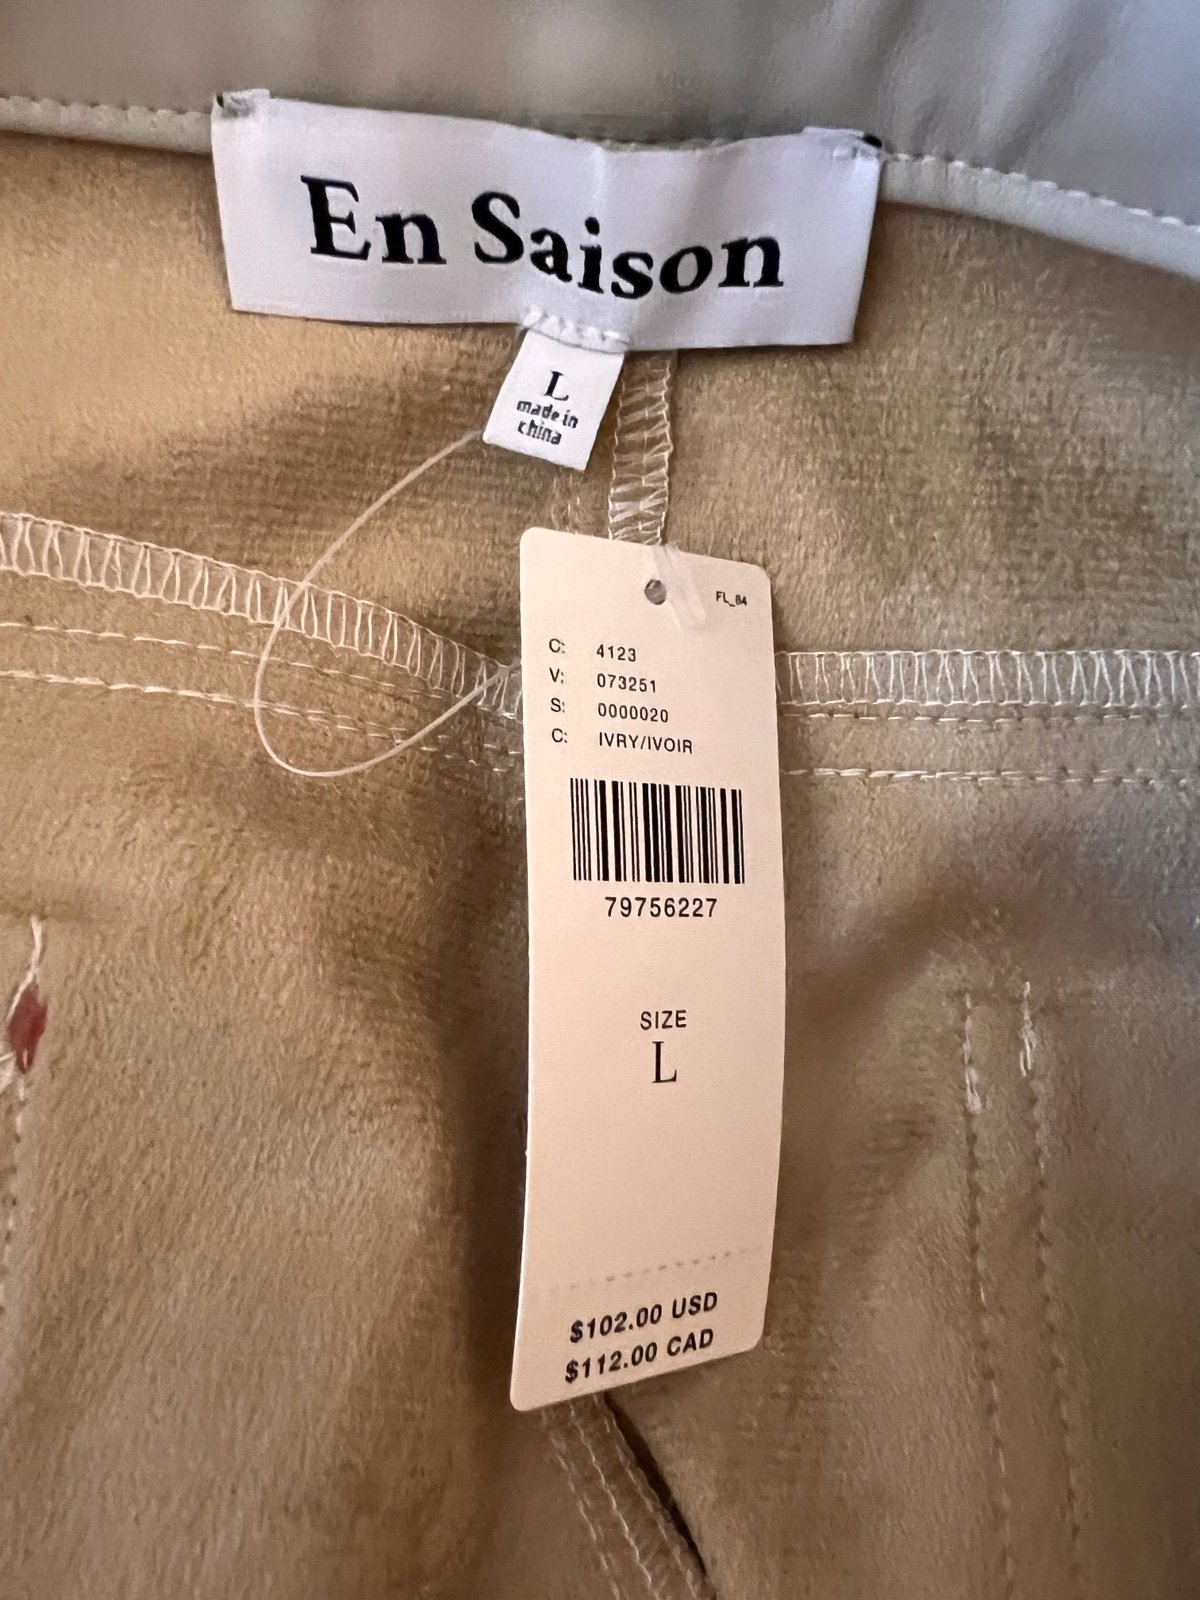 En Saison
L
made in
china
FL_84
C: 4123
V: 073251
S: 0000020
C: IVRY/IVOIR
79756227
SIZE
L
$102.00 USD
$112.00 CAD